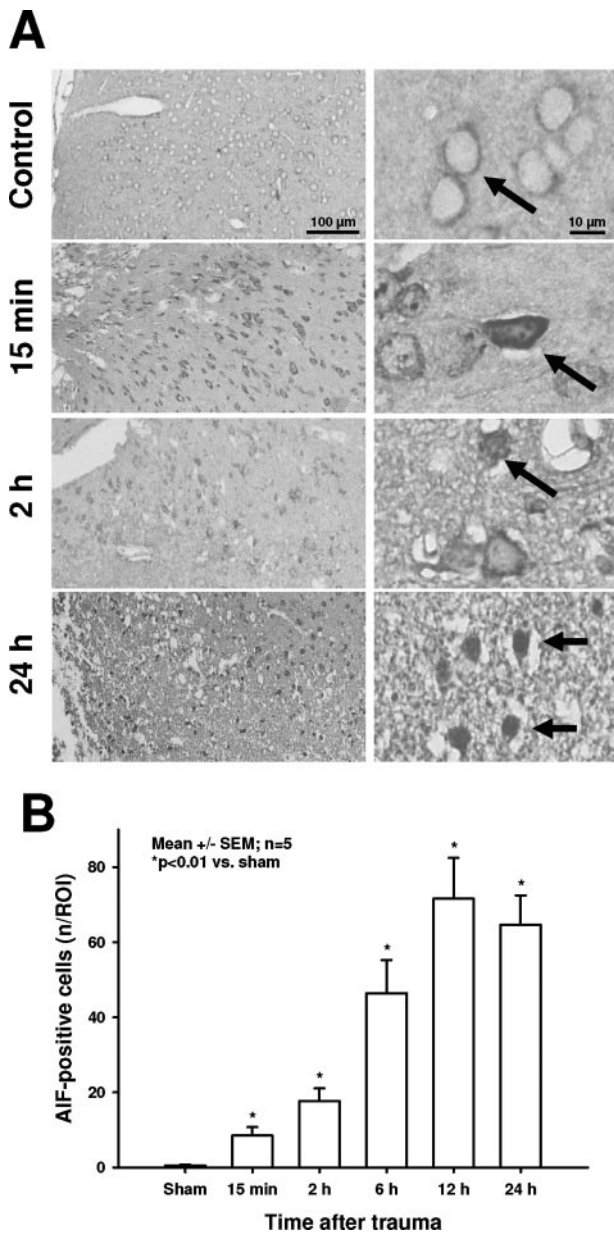 A
Control
100 µm
10 µm
15 min
2 h
24 h
B
Mean +/- SEM; n=5
*p<0.01 vs. sham
AIF-positive cells (n/ROI)
80
60
40
20
0
*
*
*
*
*
Sham 15 min 2 h 6 h 12 h 24 h
Time after trauma